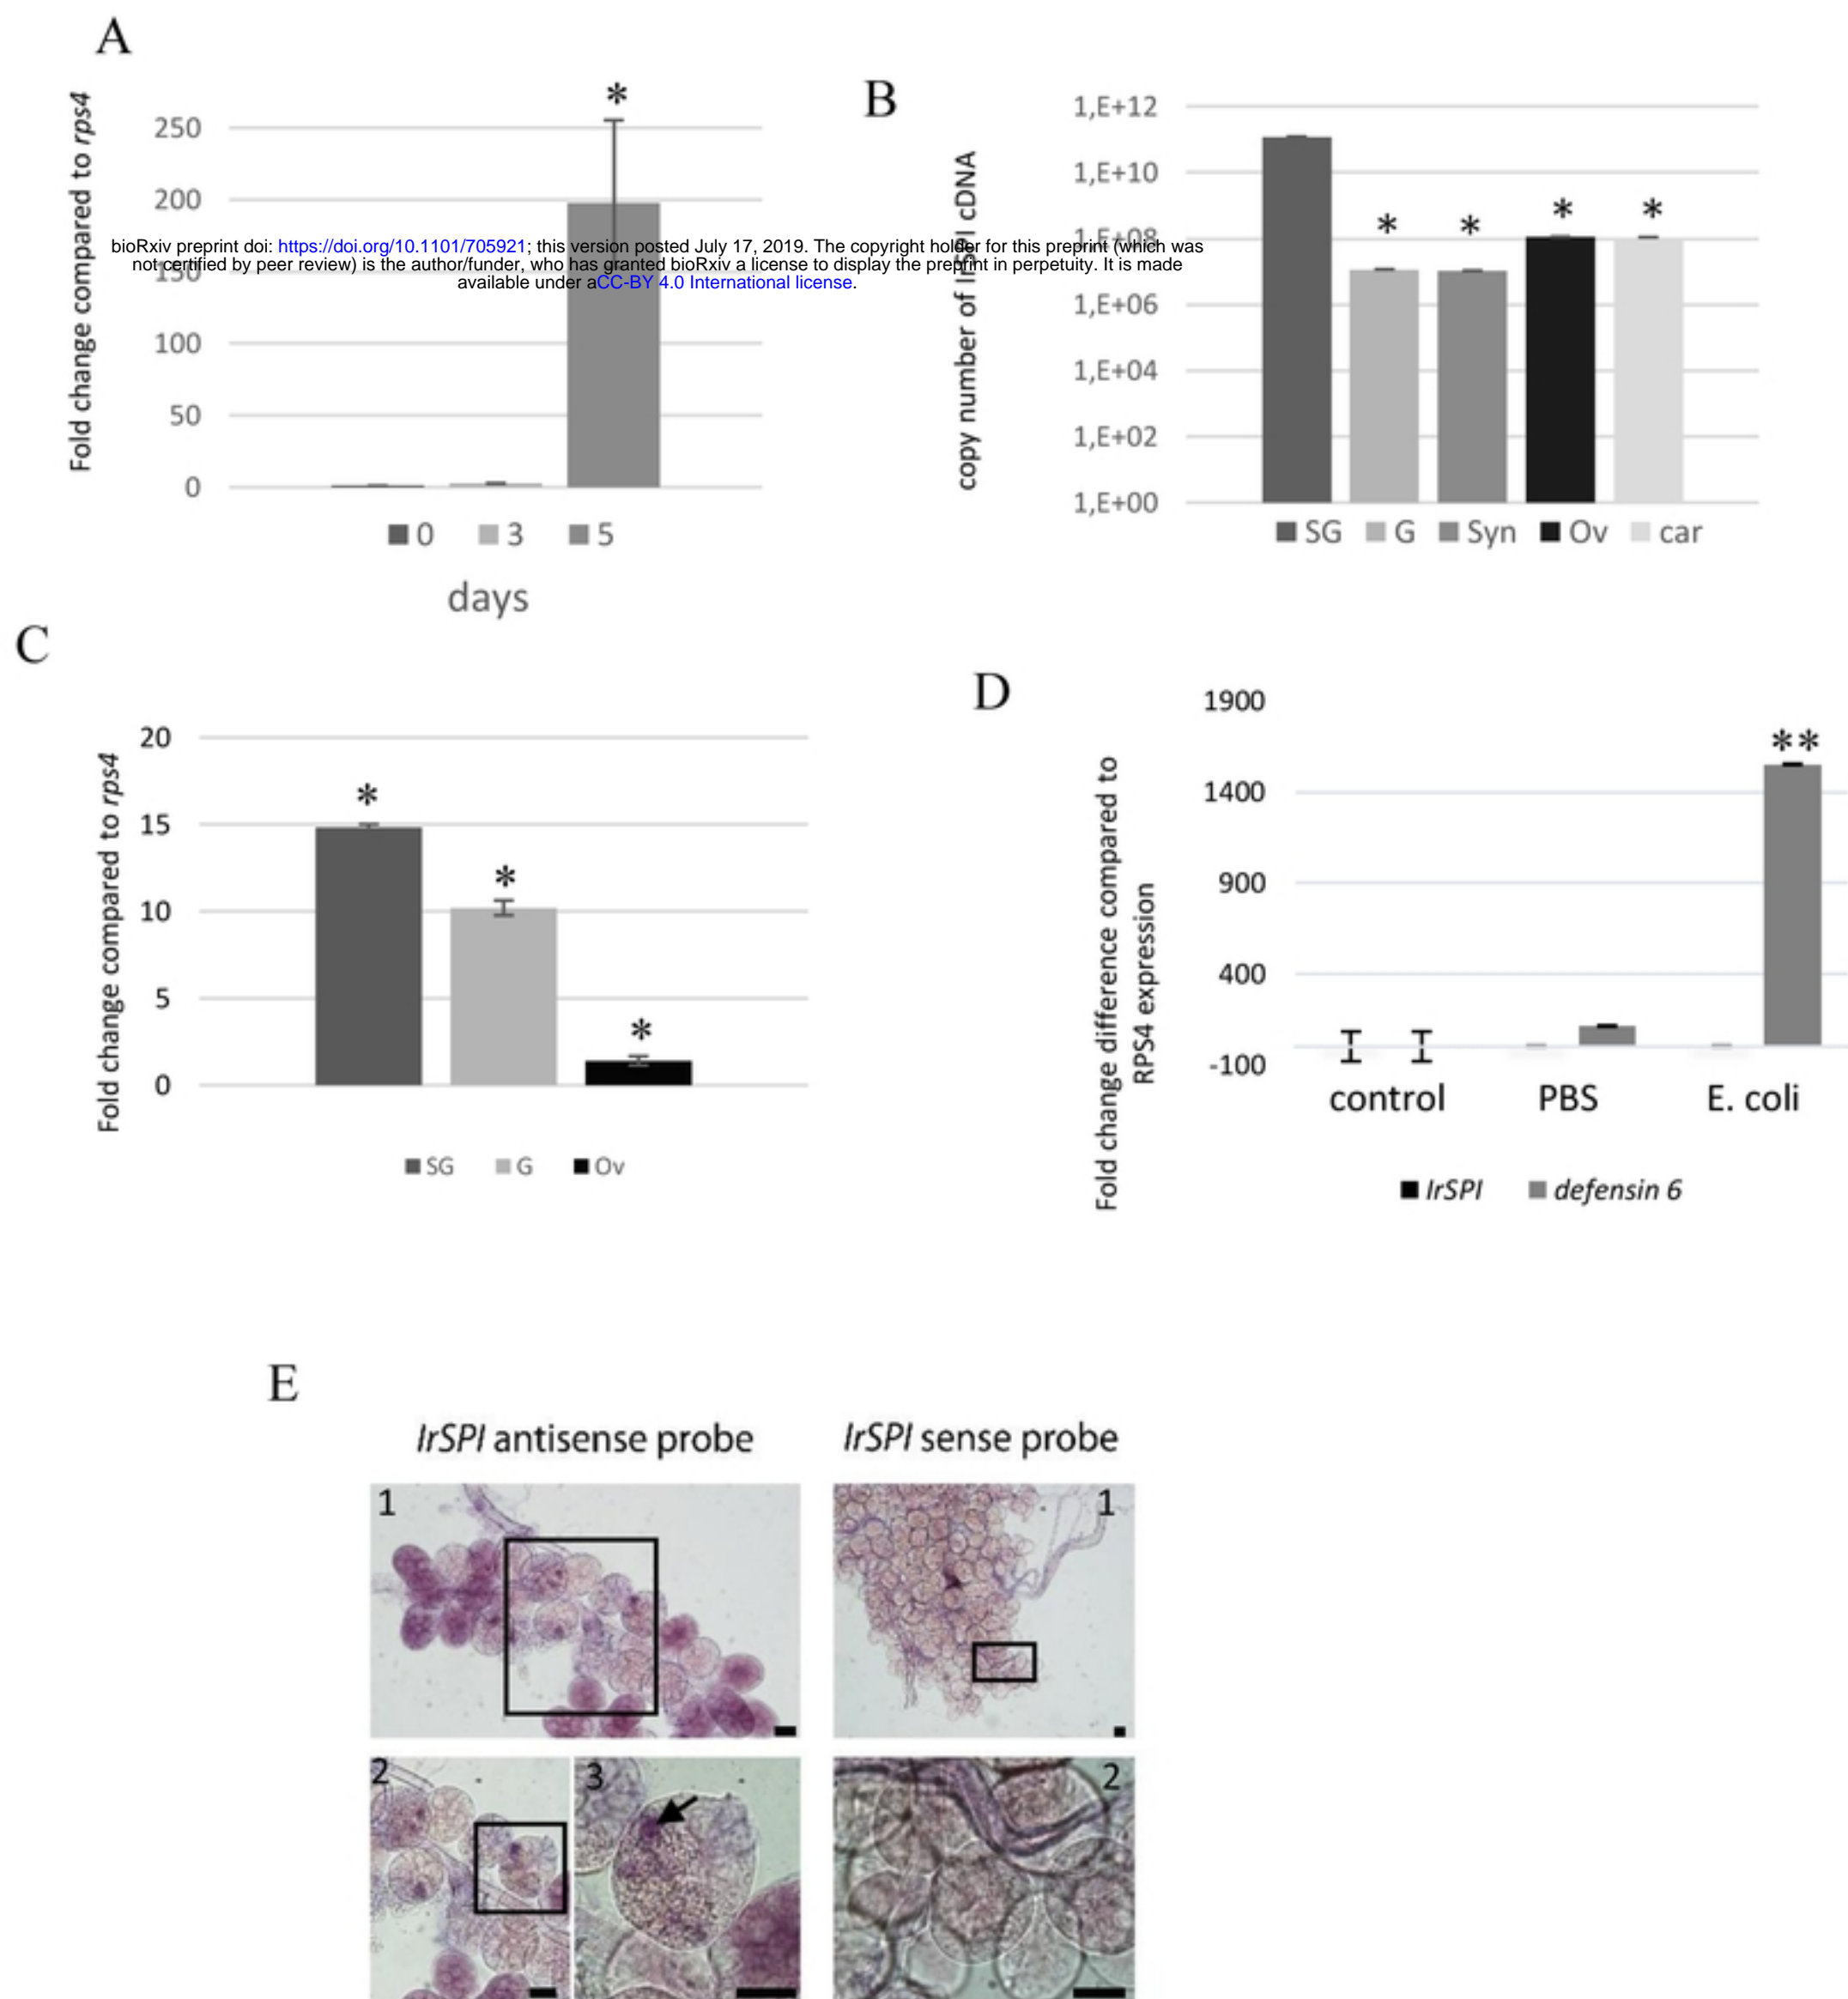 A
Fold change compared to rps4
250
200
150
100
50
0
*
0 3 5
days
bioRxiv preprint doi: https://doi.org/10.1101/705921; this version posted July 17, 2019. The copyright holder for this preprint (which was
not certified by peer review) is the author/funder, who has granted bioRxiv a license to display the preprint in perpetuity. It is made
available under aCC-BY 4.0 International license.
B
copy number of IrSPI cDNA
1,E+12
1,E+10
1,E+08
1,E+06
1,E+04
1,E+02
1,E+00
* * * *
SG G Syn Ov car
C
Fold change compared to rps4
20
15
10
5
0
* * *
SG G Ov
D
Fold change difference compared to
RPS4 expression
1900
1400
900
400
-100
**
control PBS E. coli
IrSPI defensin 6
E
IrSPI antisense probe IrSPI sense probe
1 1
2 3 2